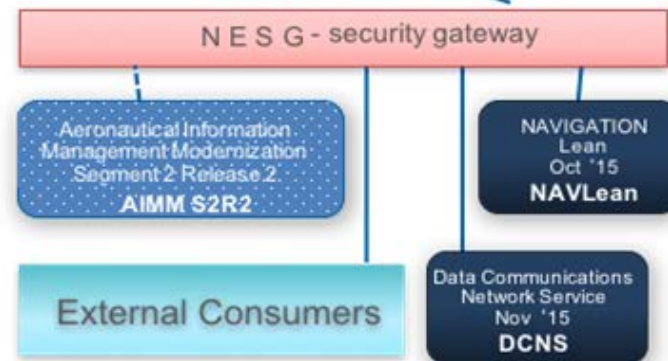 N E S G - security gateway
Aeronautical Information
Management Modernization
Segment 2 Release 2
AIMM S2R2
NAVIGATION
Lean
Oct '15
NAVLean
External Consumers
Data Communications
Network Service
Nov '15
DCNS